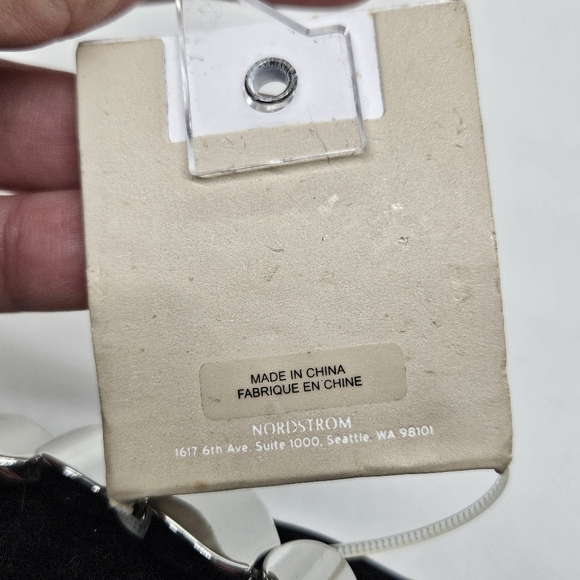 MADE IN CHINA
FABRIQUE EN CHINE
NORDSTROM
1617 6th Ave. Suite 1000, Seattle, WA 98101